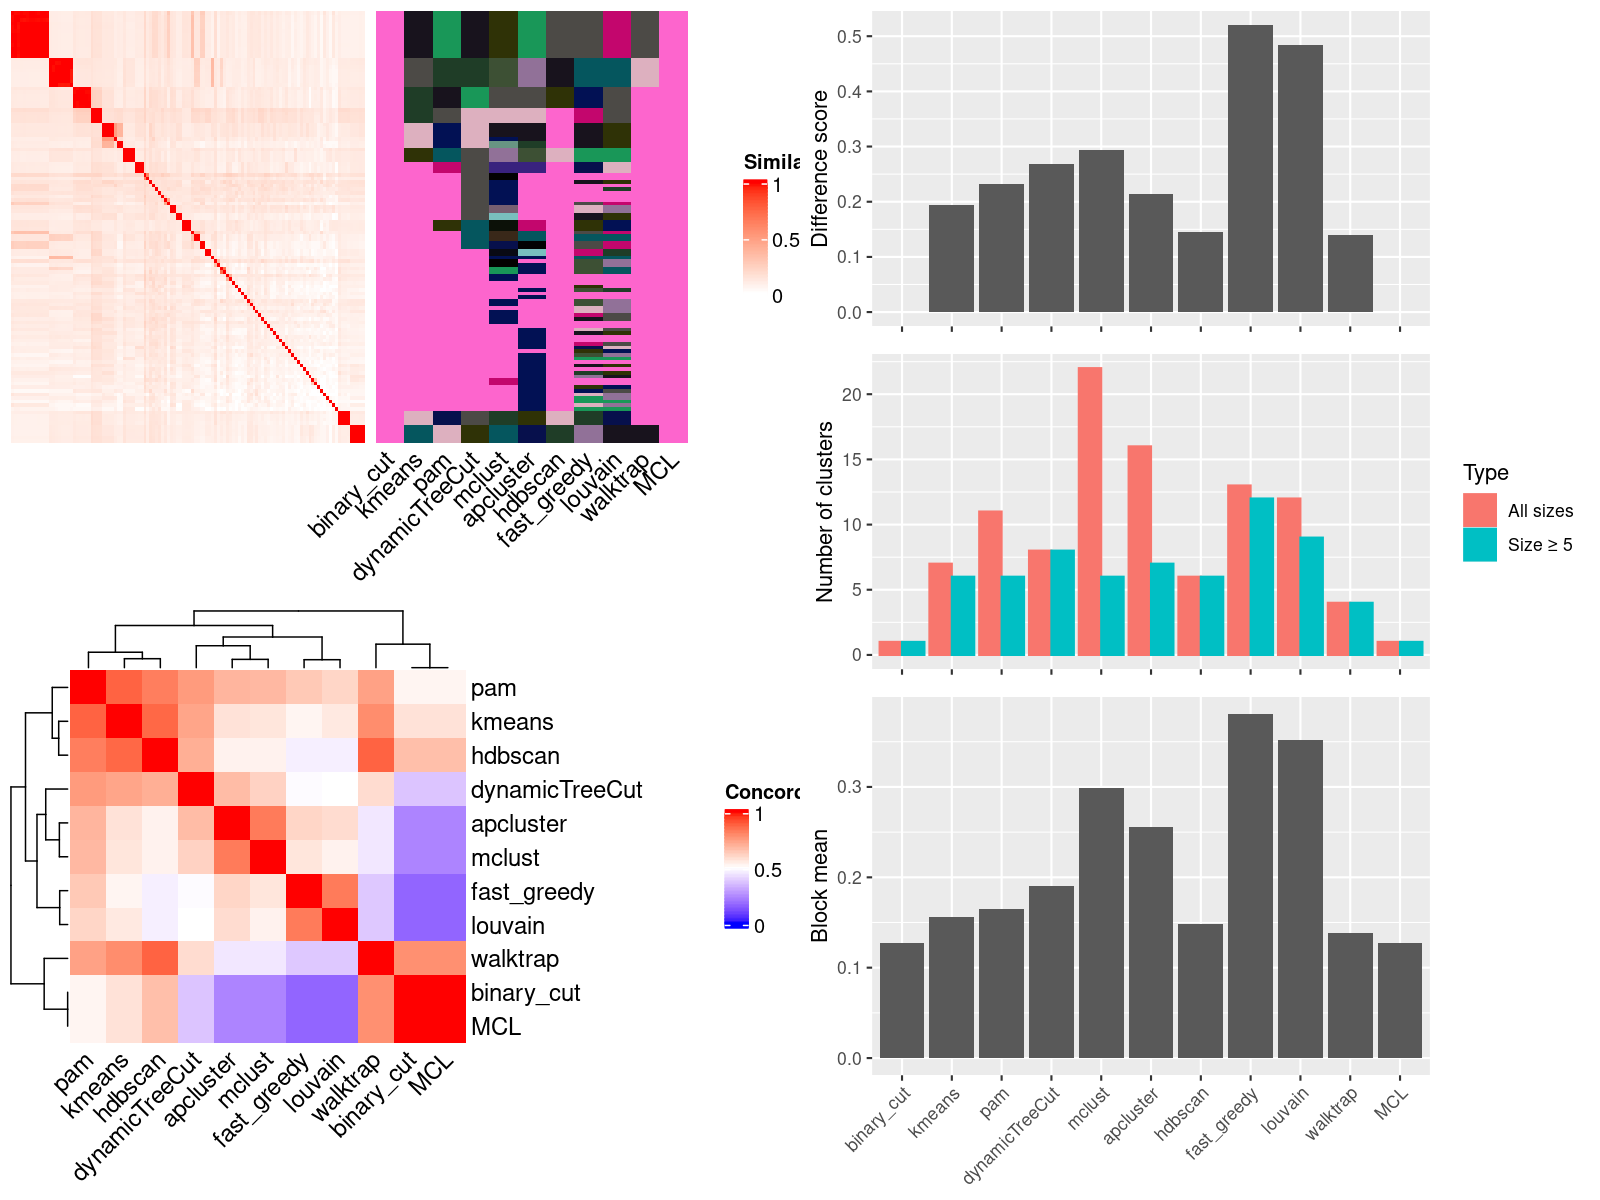 Simila
1
0.5
0
binary_cut
kmeans
pam
dynamicTreeCut
mclust
apcluster
hdbscan
fast_greedy
louvain
walktrap
MCL
Difference score
0.5
0.4
0.3
0.2
0.1
0.0
Number of clusters
20
15
10
5
0
Type
All sizes
Size ≥ 5
pam
kmeans
hdbscan
dynamicTreeCut
apcluster
mclust
fast_greedy
louvain
walktrap
binary_cut
MCL
pam
kmeans
hdbscan
dynamicTreeCut
apcluster
mclust
fast_greedy
louvain
walktrap
binary_cut
MCL
Concord
1
0.5
0
Block mean
0.3
0.2
0.1
0.0
binary_cut
kmeans
pam
dynamicTreeCut
mclust
apcluster
hdbscan
fast_greedy
louvain
walktrap
MCL